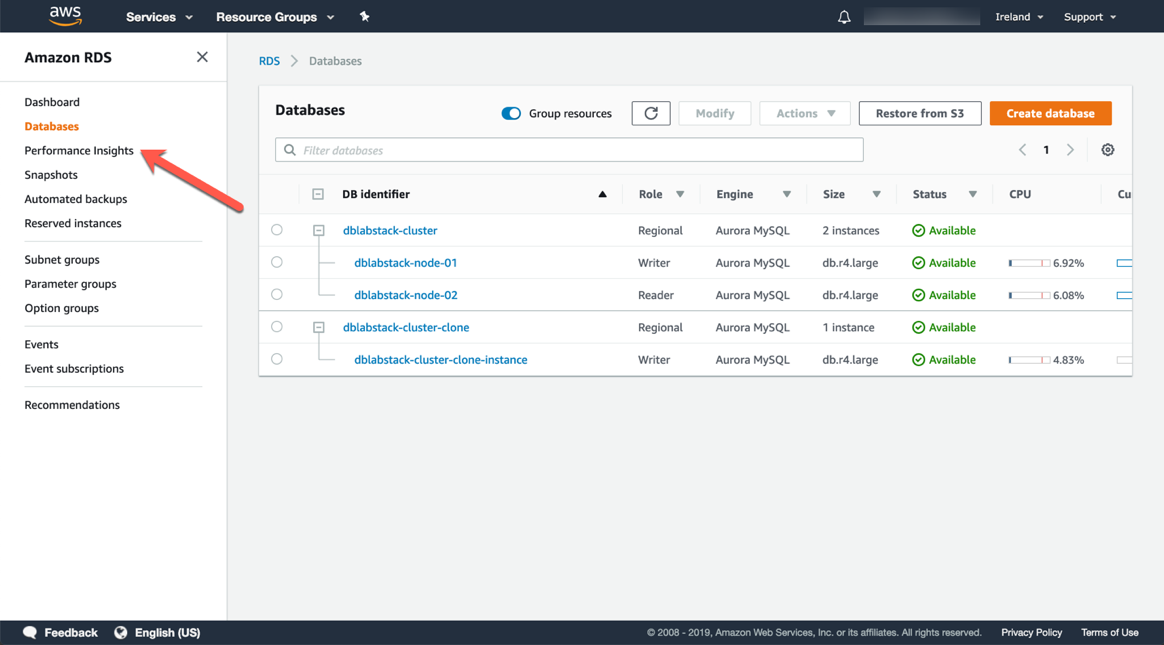 aws Services Resource Groups Ireland Support
Amazon RDS
Dashboard
Databases
Performance Insights
Snapshots
Automated backups
Reserved instances
Subnet groups
Parameter groups
Option groups
Events
Event subscriptions
Recommendations
RDS Databases
Databases Group resources Modify Actions Restore from S3 Create database
Filter databases 1
DB identifier Role Engine Size Status CPU Cu
dblabstack-cluster Regional Aurora MySQL 2 instances Available
dblabstack-node-01 Writer Aurora MySQL db.r4.large Available 6.92%
dblabstack-node-02 Reader Aurora MySQL db.r4.large Available 6.08%
dblabstack-cluster-clone Regional Aurora MySQL 1 instance Available
dblabstack-cluster-clone-instance Writer Aurora MySQL db.r4.large Available 4.83%
Feedback English (US) © 2008 - 2019, Amazon Web Services, Inc. or its affiliates. All rights reserved. Privacy Policy Terms of Use